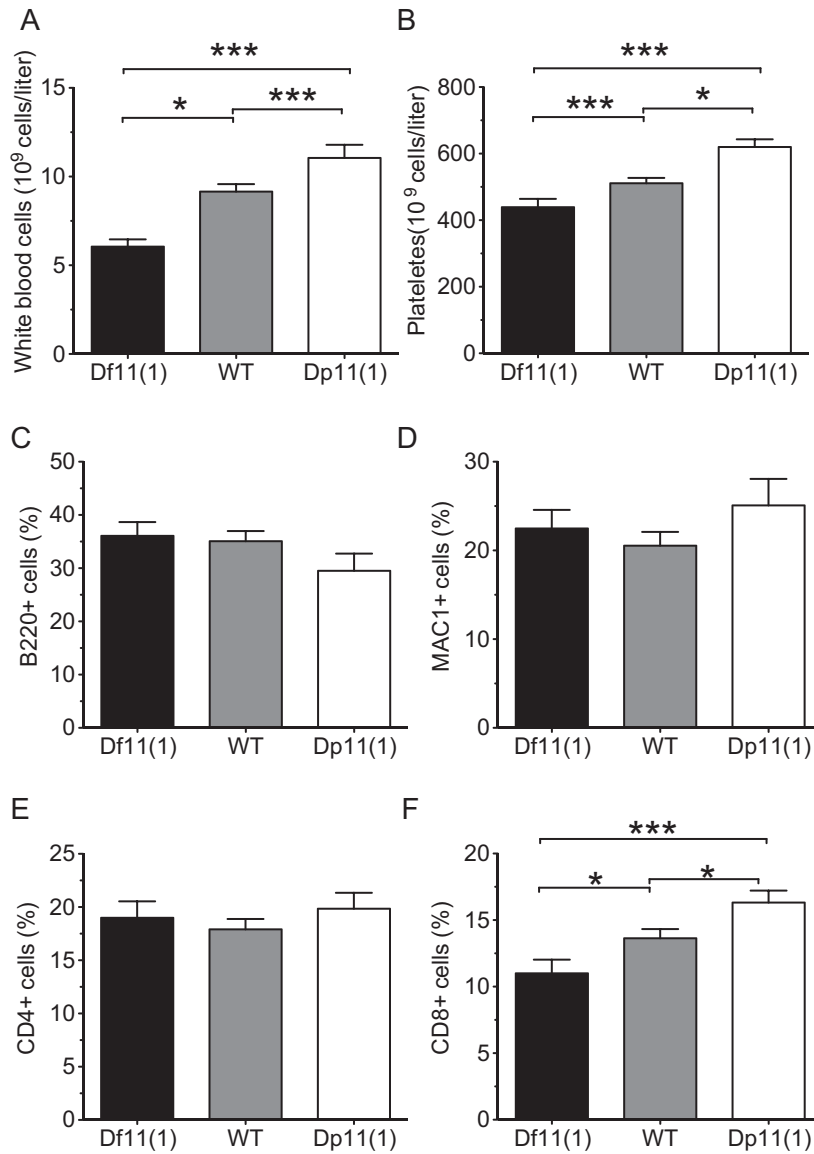 A
White blood cells (10⁹ cells/liter)
15
10
5
0
***
*
***
Df11(1) WT Dp11(1)
B
Plateletes(10 ⁹ cells/liter)
800
600
400
200
0
***
***
*
Df11(1) WT Dp11(1)
C
B220+ cells (%)
50
40
30
20
10
0
Df11(1) WT Dp11(1)
D
MAC1+ cells (%)
30
20
10
0
Df11(1) WT Dp11(1)
E
CD4+ cells (%)
25
20
15
10
5
0
Df11(1) WT Dp11(1)
F
CD8+ cells (%)
20
15
10
5
0
***
*
*
Df11(1) WT Dp11(1)